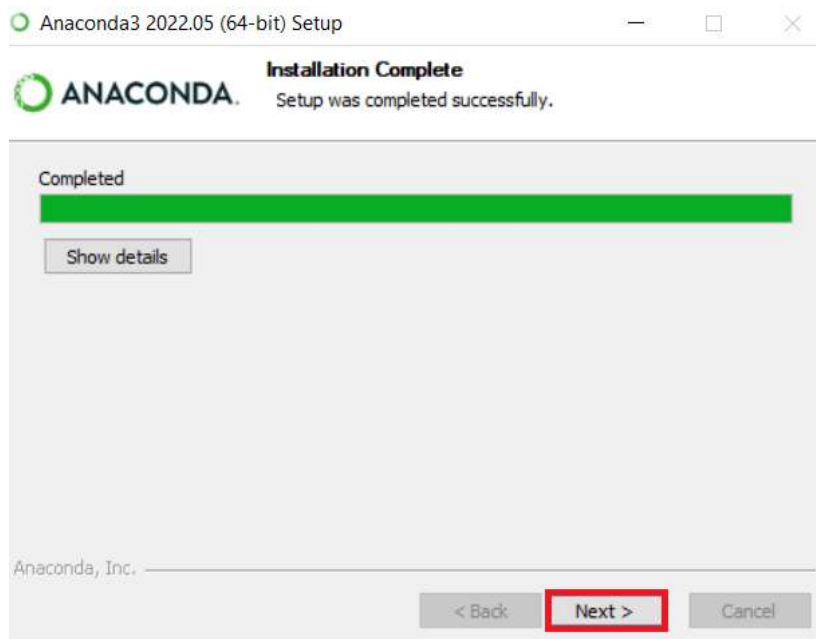 Anaconda3 2022.05 (64-bit) Setup
ANACONDA.
Installation Complete
Setup was completed successfully.
Completed
Show details
Anaconda, Inc.
< Back Next > Cancel